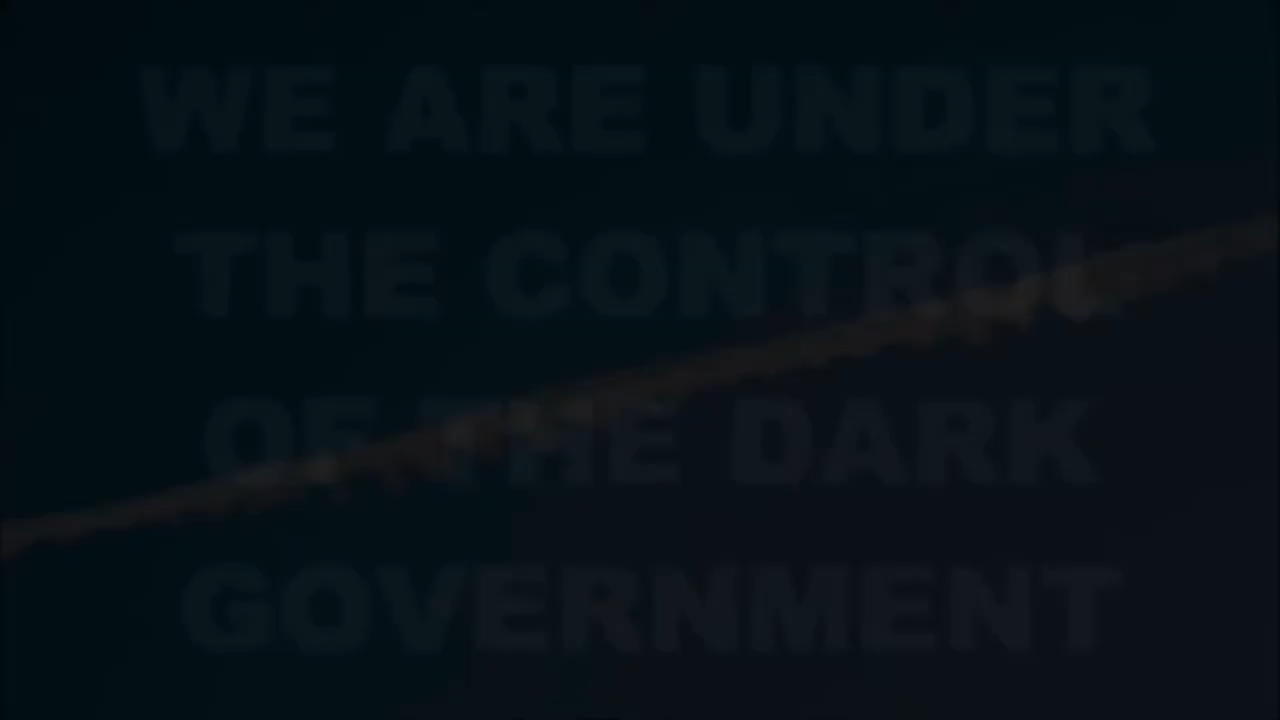 WE ARE UNDER
THE CONTROL
OF THE DARK
GOVERNMENT